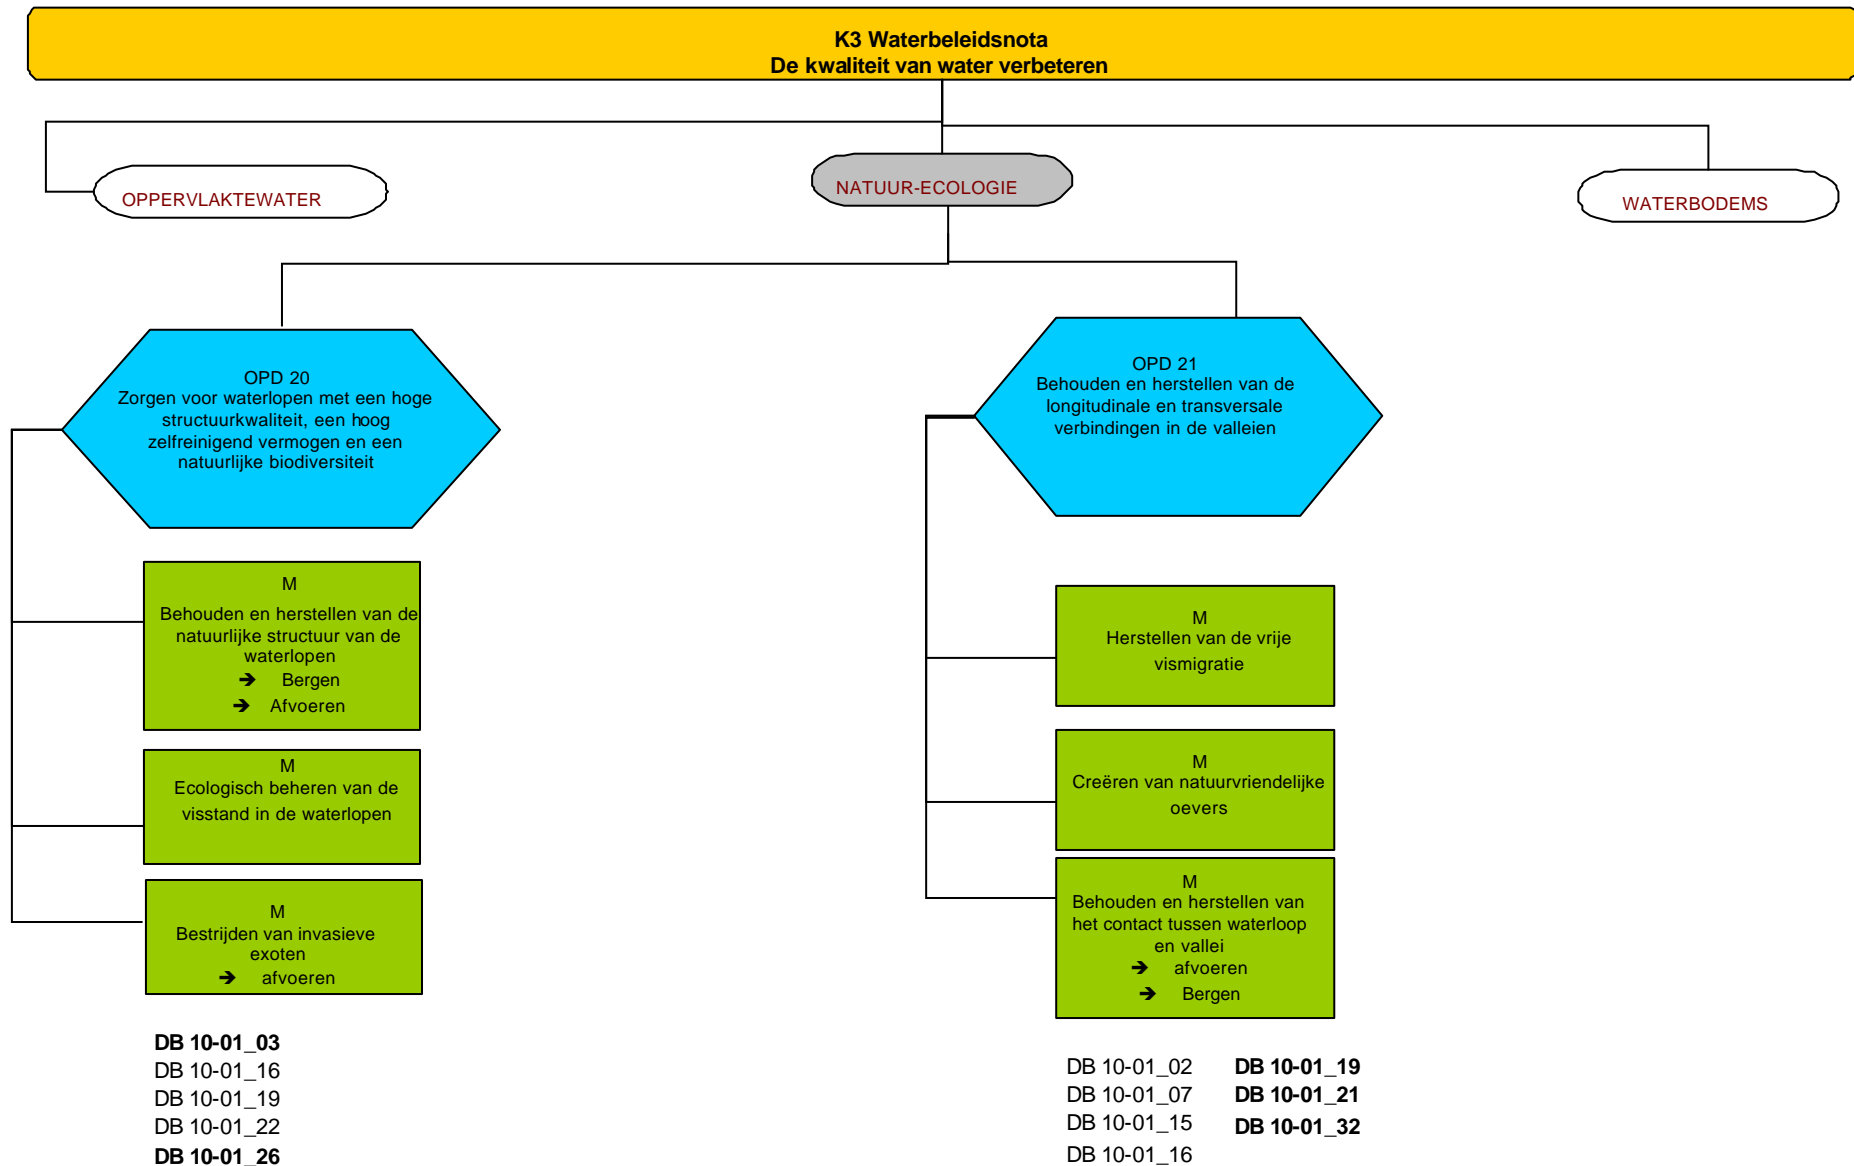 K3 Waterbeleidsnota
De kwaliteit van water verbeteren
OPPERVLAKTEWATER
NATUUR-ECOLOGIE
WATERBODEMS
OPD 20
Zorgen voor waterlopen met een hoge
structuurkwaliteit, een hoog
zelfreinigend vermogen en een
natuurlijke biodiversiteit
OPD 21
Behouden en herstellen van de
longitudinale en transversale
verbindingen in de valleien
M
Behouden en herstellen van de
natuurlijke structuur van de
waterlopen
➔ Bergen
➔ Afvoeren
M
Ecologisch beheren van de
visstand in de waterlopen
M
Bestrijden van invasieve
exoten
➔ afvoeren
M
Herstellen van de vrije
vismigratie
M
Creëren van natuurvriendelijke
oevers
M
Behouden en herstellen van
het contact tussen waterloop
en vallei
➔ afvoeren
➔ Bergen
DB 10-01_03
DB 10-01_16
DB 10-01_19
DB 10-01_22
DB 10-01_26
DB 10-01_02
DB 10-01_07
DB 10-01_15
DB 10-01_16
DB 10-01_19
DB 10-01_21
DB 10-01_32